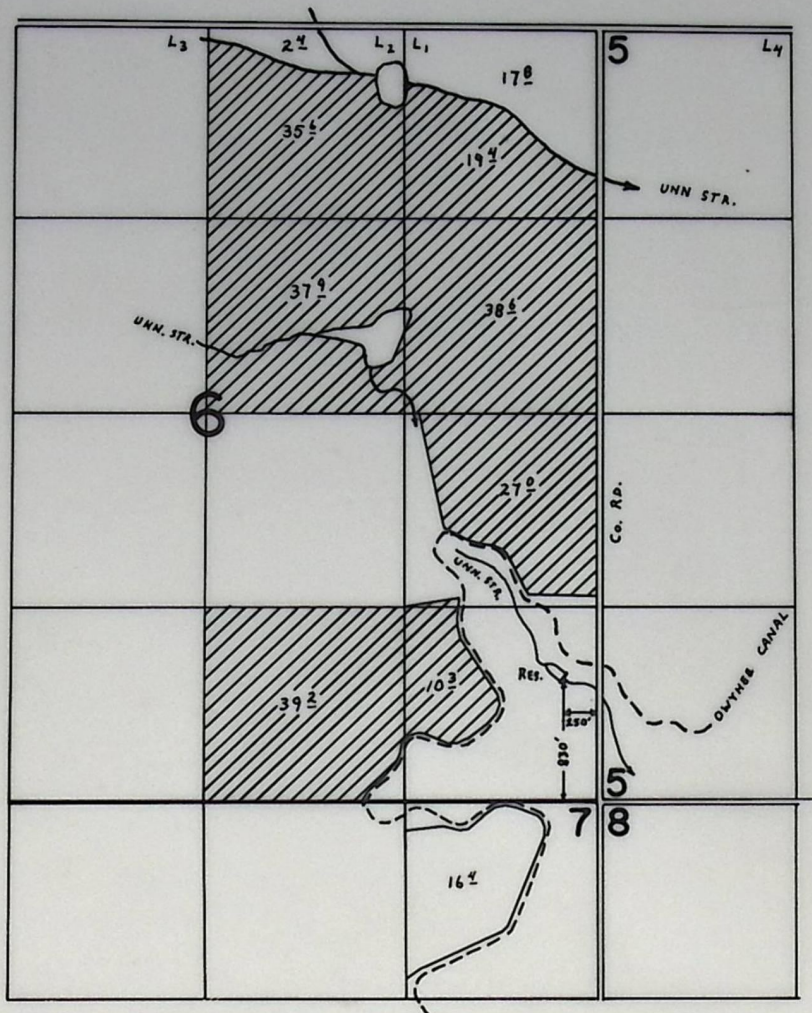 L3 2 4 L2 L1 17 8 5 L4
35 6 19 4
UNN STR.
37 9 38 6
UNN. STR.
6
27 0
CO. RD.
UNN. STR.
OWYHEE CANAL
RES.
39 2 10 3
250'
830'
5
7 8
16 4